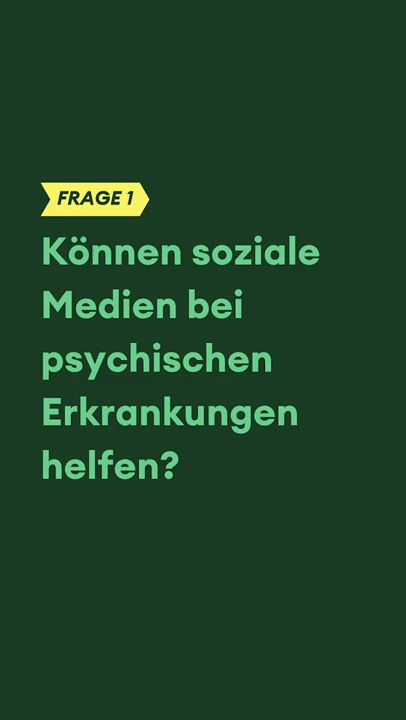 FRAGE 1
Können soziale
Medien bei
psychischen
Erkrankungen
helfen?